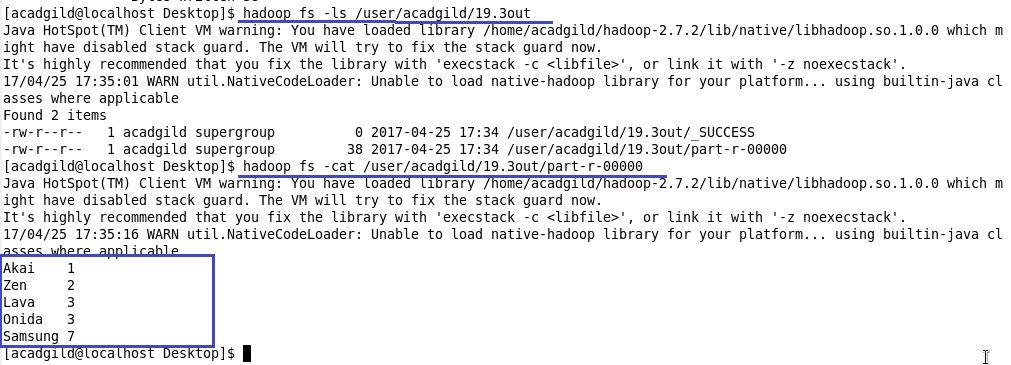 [acadgild@localhost Desktop]$ hadoop fs -ls /user/acadgild/19.3out
Java HotSpot(TM) Client VM warning: You have loaded library /home/acadgild/hadoop-2.7.2/lib/native/libhadoop.so.1.0.0 which m
ight have disabled stack guard. The VM will try to fix the stack guard now.
It's highly recommended that you fix the library with 'execstack -c <libfile>', or link it with '-z noexecstack'.
17/04/25 17:35:01 WARN util.NativeCodeLoader: Unable to load native-hadoop library for your platform... using builtin-java cl
asses where applicable
Found 2 items
-rw-r--r--   1 acadgild supergroup          0 2017-04-25 17:34 /user/acadgild/19.3out/_SUCCESS
-rw-r--r--   1 acadgild supergroup         38 2017-04-25 17:34 /user/acadgild/19.3out/part-r-00000
[acadgild@localhost Desktop]$ hadoop fs -cat /user/acadgild/19.3out/part-r-00000
Java HotSpot(TM) Client VM warning: You have loaded library /home/acadgild/hadoop-2.7.2/lib/native/libhadoop.so.1.0.0 which m
ight have disabled stack guard. The VM will try to fix the stack guard now.
It's highly recommended that you fix the library with 'execstack -c <libfile>', or link it with '-z noexecstack'.
17/04/25 17:35:16 WARN util.NativeCodeLoader: Unable to load native-hadoop library for your platform... using builtin-java cl
asses where applicable
Akai    1
Zen     2
Lava    3
Onida   3
Samsung 7
[acadgild@localhost Desktop]$